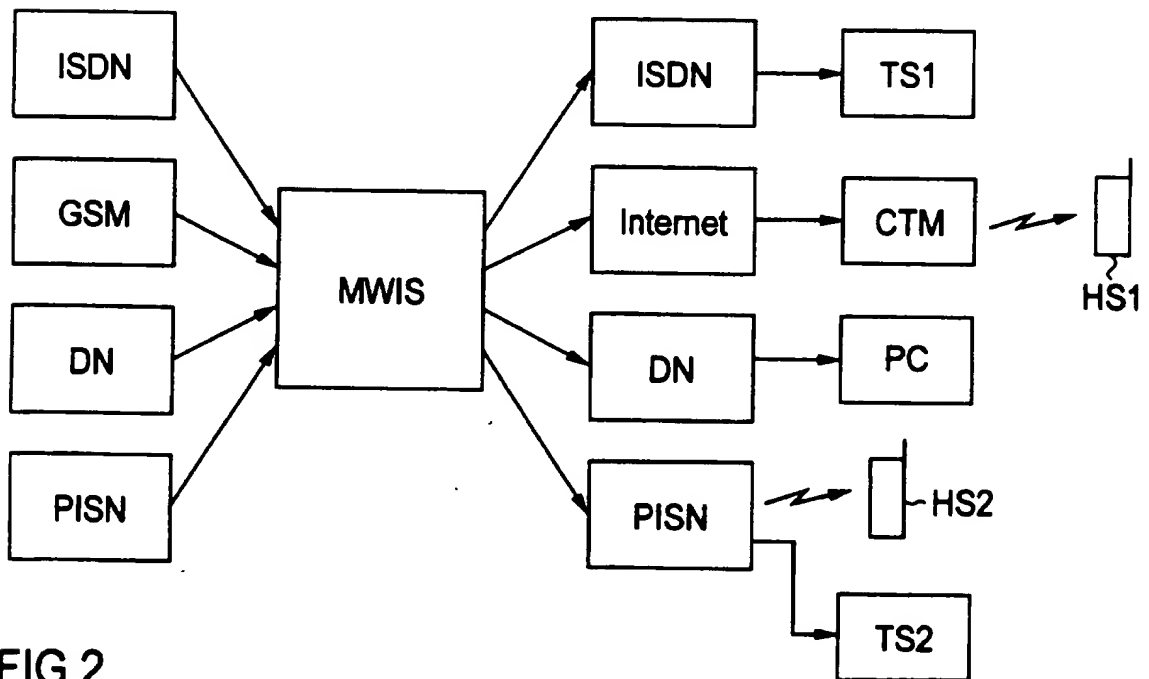 ISDN
GSM
DN
PISN
MWIS
ISDN
Internet
DN
PISN
TS1
CTM
PC
HS1
HS2
TS2
FIG 2